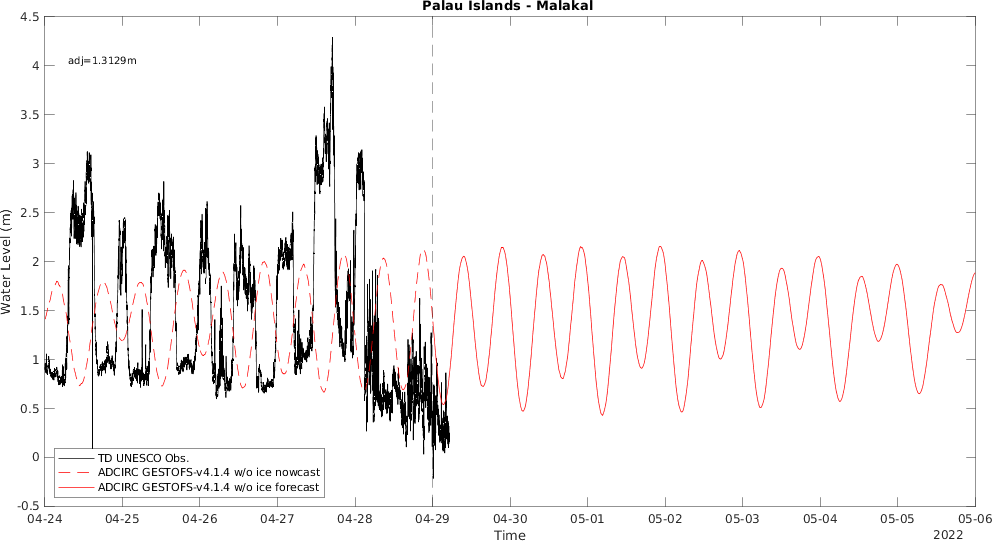 Palau Islands - Malakal
4.5
4
3.5
3
2.5
2
1.5
1
0.5
0
-0.5
Water Level (m)
adj=1.3129m
TD UNESCO Obs.
ADCIRC GESTOFS-v4.1.4 w/o ice nowcast
ADCIRC GESTOFS-v4.1.4 w/o ice forecast
04-24 04-25 04-26 04-27 04-28 04-29 04-30 05-01 05-02 05-03 05-04 05-05 05-06
Time
2022